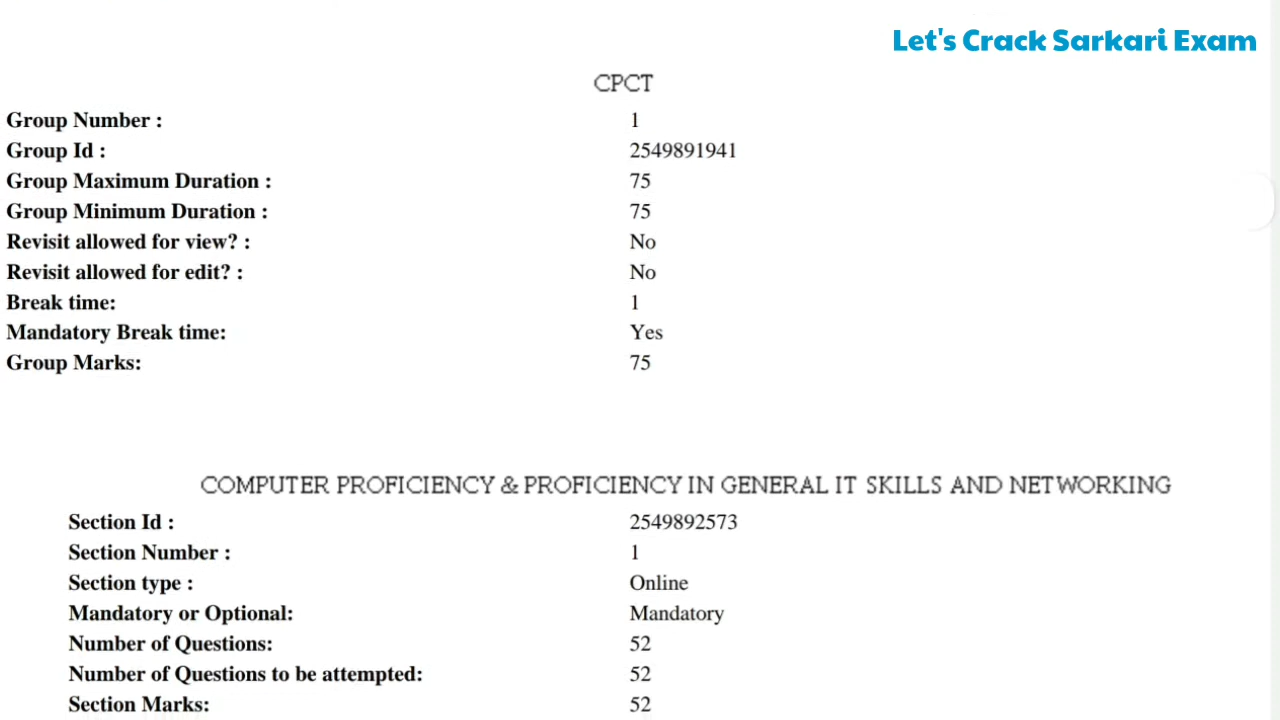 Let's Crack Sarkari Exam
CPCT
Group Number : 1
Group Id : 2549891941
Group Maximum Duration : 75
Group Minimum Duration : 75
Revisit allowed for view? : No
Revisit allowed for edit? : No
Break time: 1
Mandatory Break time: Yes
Group Marks: 75
COMPUTER PROFICIENCY & PROFICIENCY IN GENERAL IT SKILLS AND NETWORKING
Section Id : 2549892573
Section Number : 1
Section type : Online
Mandatory or Optional: Mandatory
Number of Questions: 52
Number of Questions to be attempted: 52
Section Marks: 52